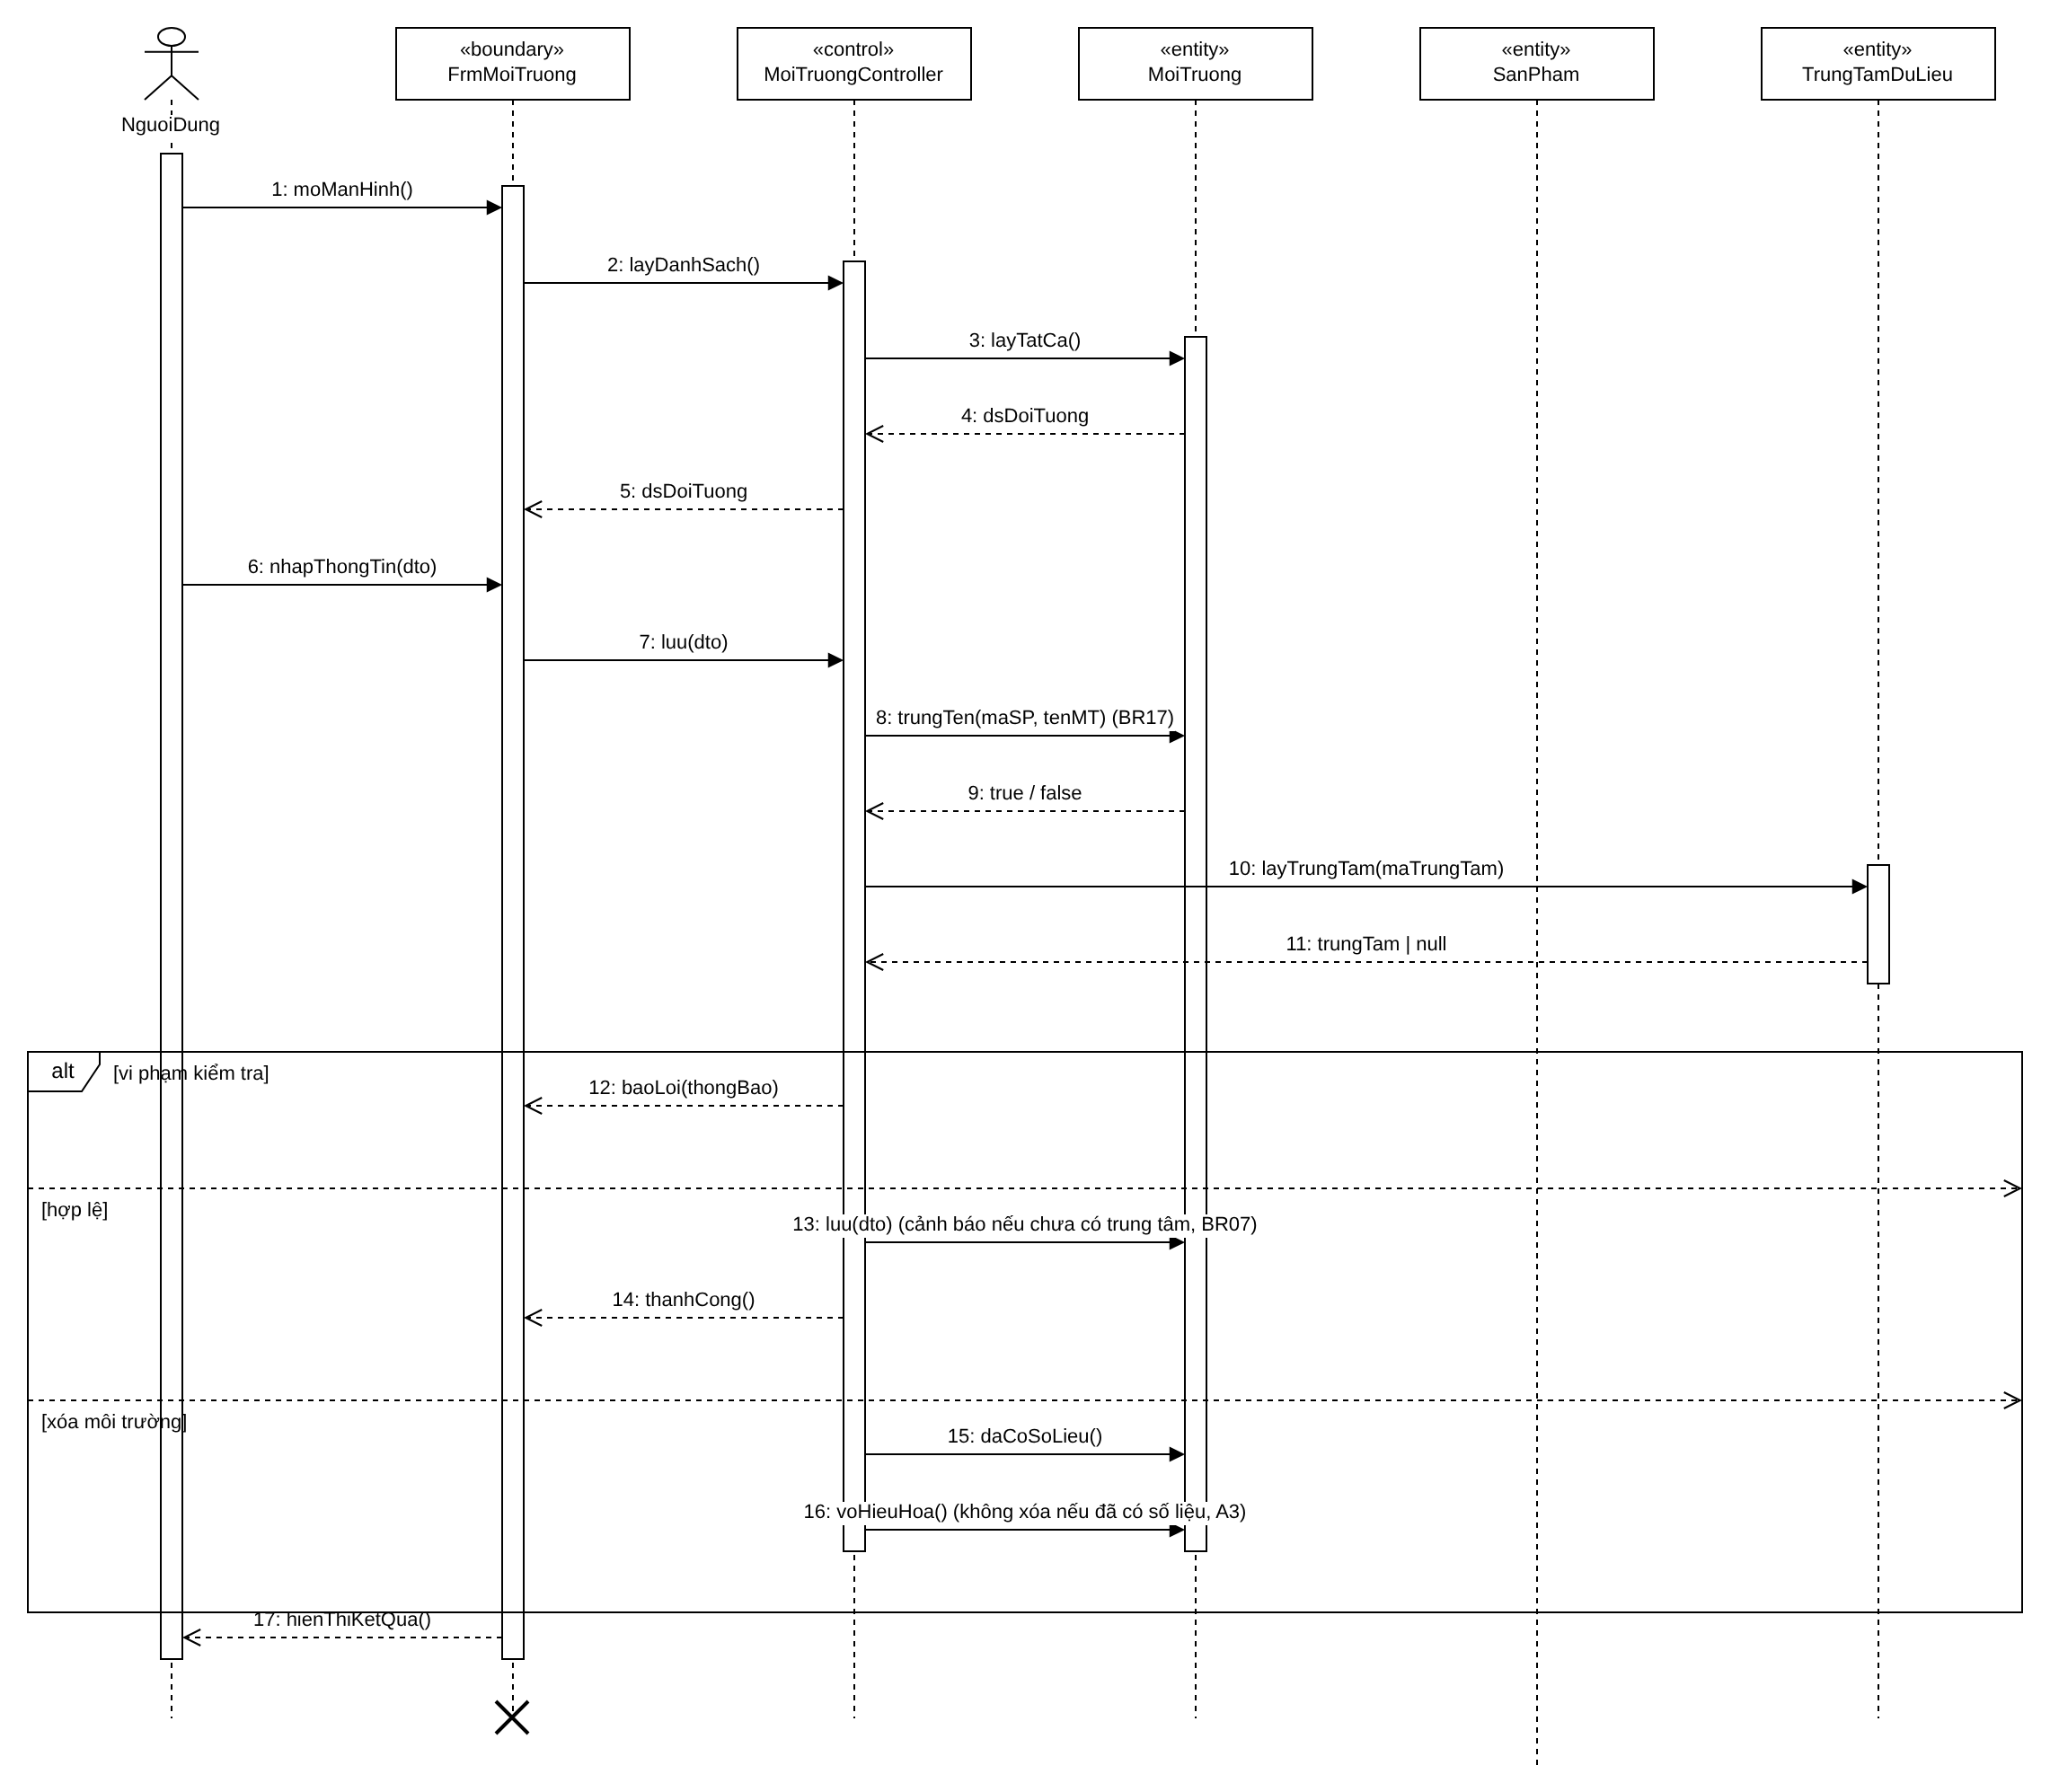 «boundary»
FrmMoiTruong
«control»
MoiTruongController
«entity»
MoiTruong
«entity»
SanPham
«entity»
TrungTamDuLieu
NguoiDung
1: moManHinh()
2: layDanhSach()
3: layTatCa()
4: dsDoiTuong
5: dsDoiTuong
6: nhapThongTin(dto)
7: luu(dto)
8: trungTen(maSP, tenMT) (BR17)
9: true / false
10: layTrungTam(maTrungTam)
11: trungTam | null
alt
[vi phạm kiểm tra]
12: baoLoi(thongBao)
[hợp lệ]
13: luu(dto) (cảnh báo nếu chưa có trung tâm, BR07)
14: thanhCong()
[xóa môi trường]
15: daCoSoLieu()
16: voHieuHoa() (không xóa nếu đã có số liệu, A3)
17: hienThiKetQua()